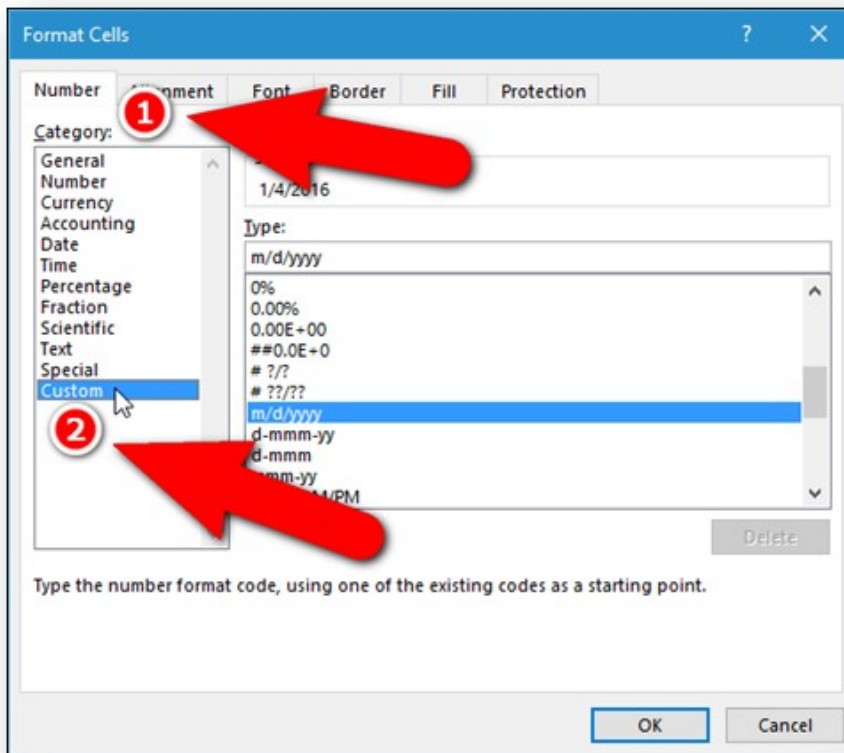 Format Cells ? ×
Number Font Border Fill Protection
1
Category:
General
Number
Currency
Accounting
Date
Time
Percentage
Fraction
Scientific
Text
Special
Custom
2
1/4/2016
Type:
m/d/yyyy
0%
0.00%
0.00E+00
##0.0E+0
# ?/?
# ??/??
m/d/yyyy
d-mmm-yy
d-mmm
Delete
Type the number format code, using one of the existing codes as a starting point.
OK Cancel